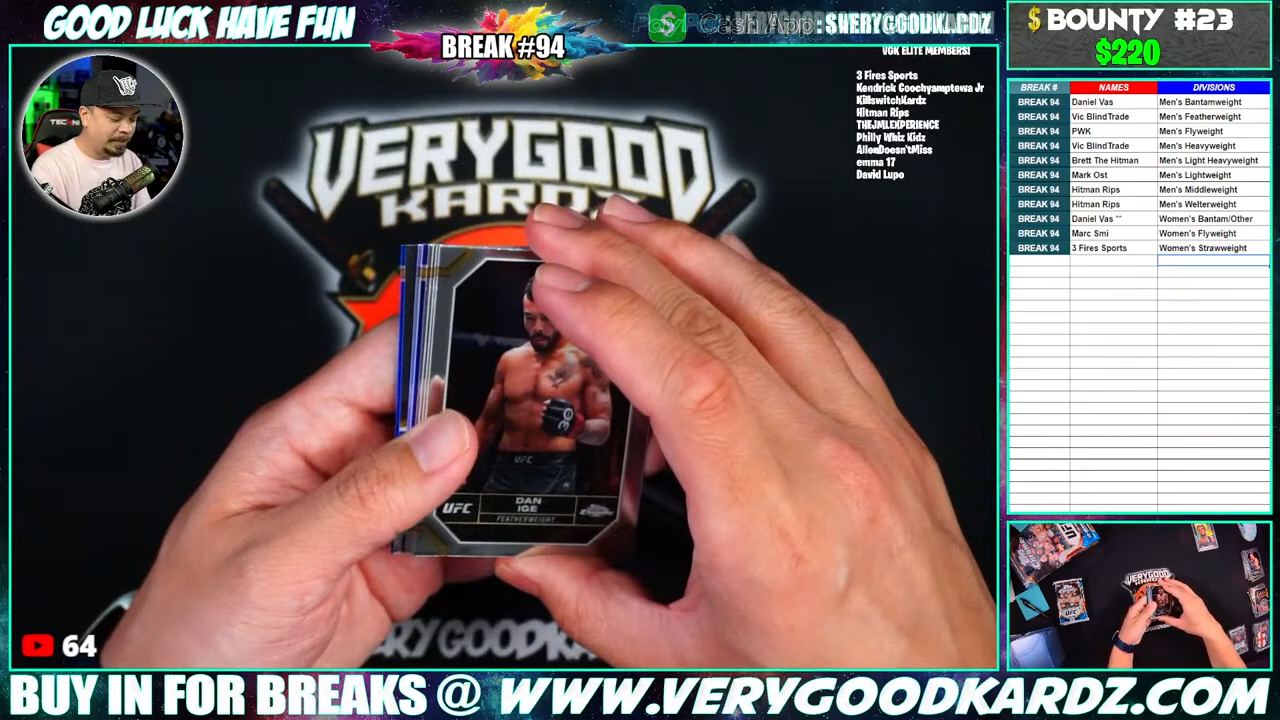 GOOD LUCK HAVE FUN
BREAK #94
: $VERYGOODKARDZ
$ BOUNTY #23
$220
VGK ELITE MEMBERS!
3 Fires Sports
Kendrick Coochyamptewa Jr
KillswitchKardz
Hitman Rips
THEJMLEXPERIENCE
Philly Whiz Kidz
AllenDoesn'tMiss
emma 17
David Lupo
BREAK # NAMES DIVISIONS
BREAK 94 Daniel Vas Men's Bantamweight
BREAK 94 Vic BlindTrade Men's Featherweight
BREAK 94 PWK Men's Flyweight
BREAK 94 Vic BlindTrade Men's Heavyweight
BREAK 94 Brett The Hitman Men's Light Heavyweight
BREAK 94 Mark Ost Men's Lightweight
BREAK 94 Hitman Rips Men's Middleweight
BREAK 94 Hitman Rips Men's Welterweight
BREAK 94 Daniel Vas ** Women's Bantam/Other
BREAK 94 Marc Smi Women's Flyweight
BREAK 94 3 Fires Sports Women's Strawweight
VERYGOOD
KARDZ
UFC
UFC
DAN
IGE
FEATHERWEIGHT
64
BUY IN FOR BREAKS @ WWW.VERYGOODKARDZ.COM